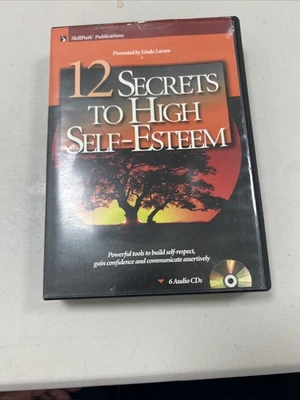 SkillPath® Publications
Presented by Linda Larsen
12 SECRETS
TO HIGH
SELF-ESTEEM
Powerful tools to build self-respect,
gain confidence and communicate assertively
6 Audio CDs